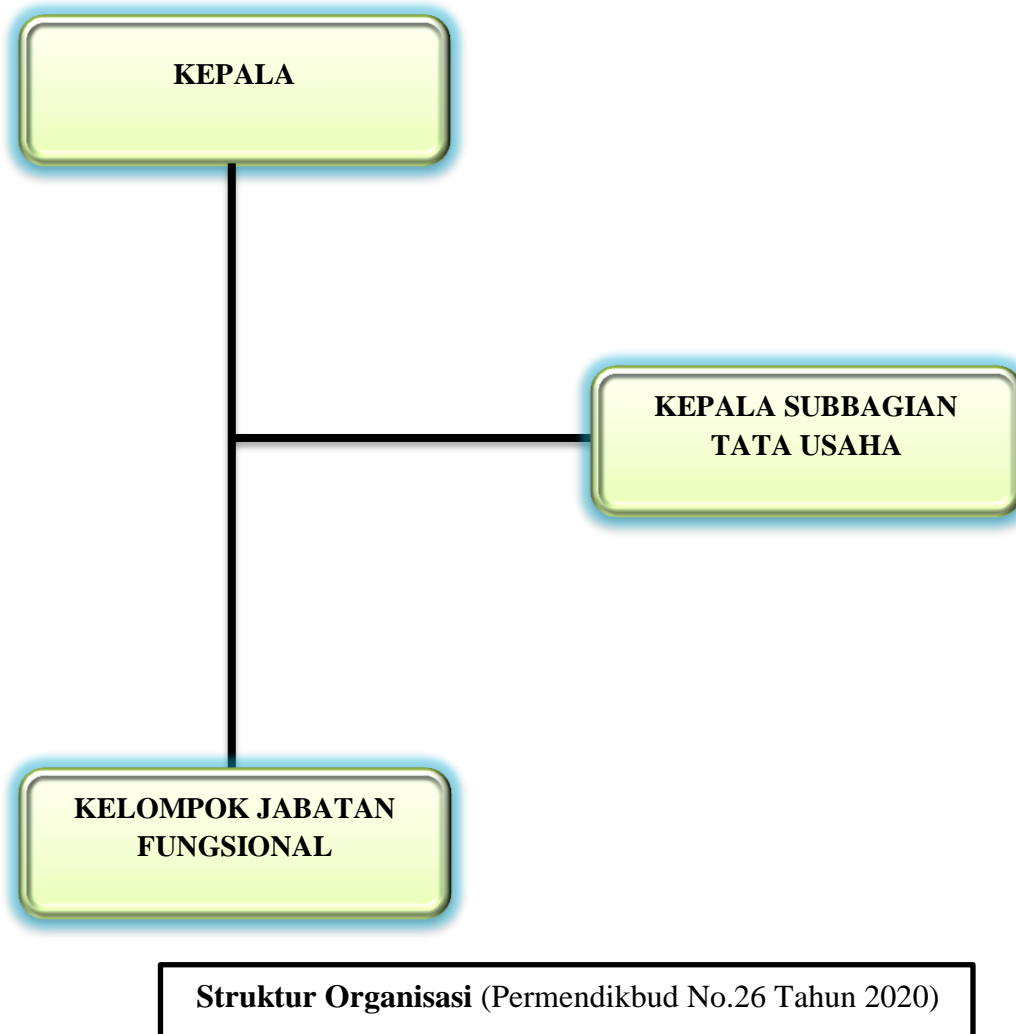 KEPALA
KEPALA SUBBAGIAN
TATA USAHA
KELOMPOK JABATAN
FUNGSIONAL
Struktur Organisasi (Permendikbud No.26 Tahun 2020)